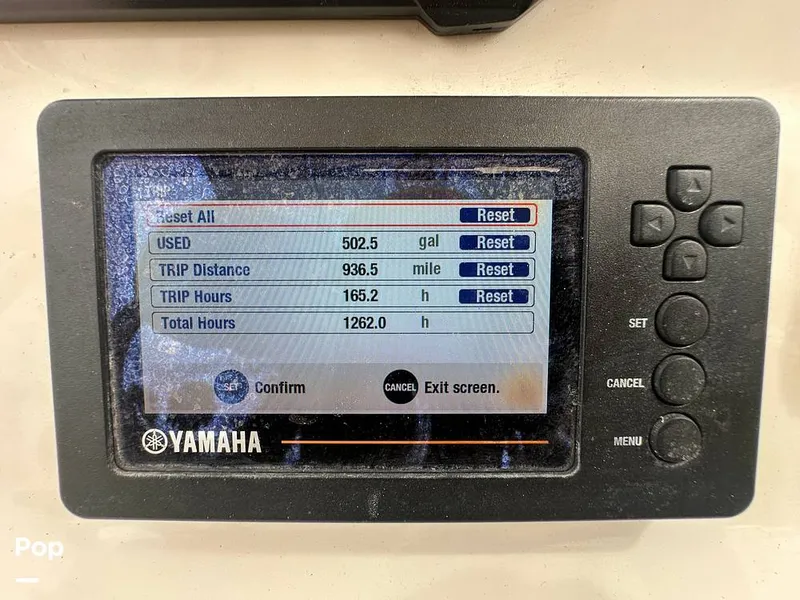 TRIP
Reset All Reset
USED 502.5 gal Reset
TRIP Distance 936.5 mile Reset
TRIP Hours 165.2 h Reset
Total Hours 1262.0 h
SET Confirm CANCEL Exit screen.
YAMAHA
SET
CANCEL
MENU
Pop